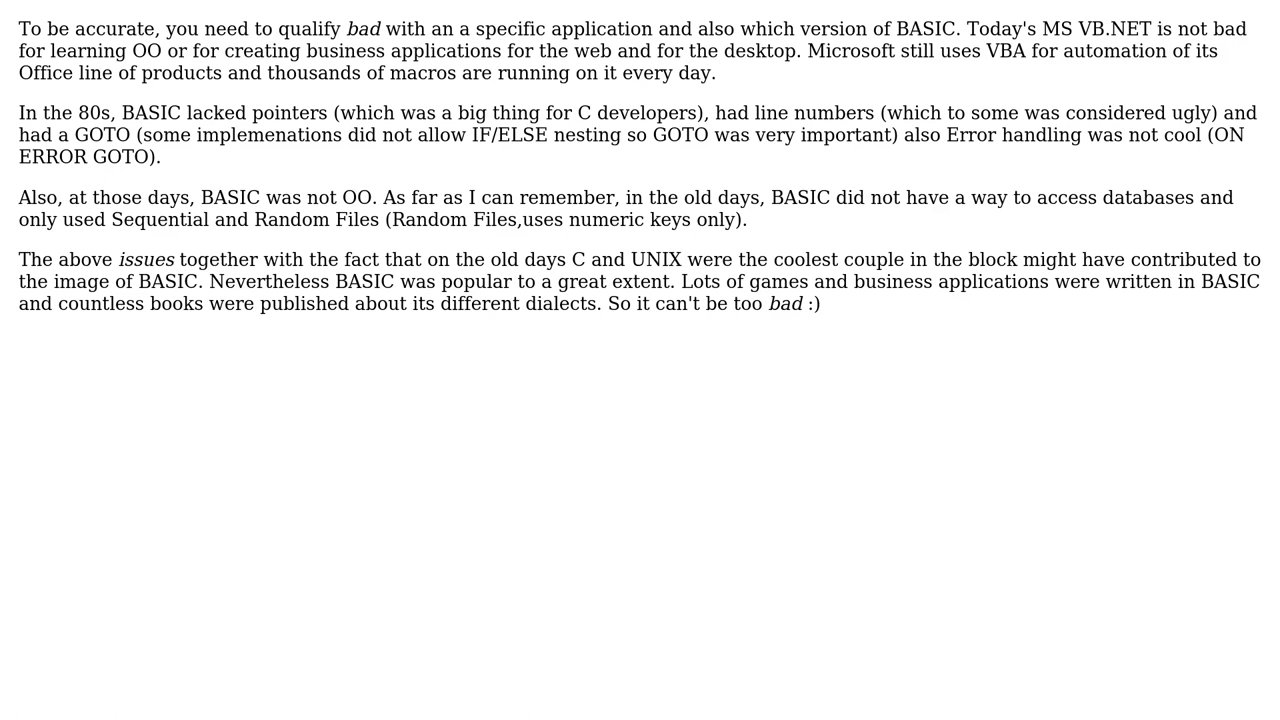 To be accurate, you need to qualify bad with an a specific application and also which version of BASIC. Today's MS VB.NET is not bad
for learning OO or for creating business applications for the web and for the desktop. Microsoft still uses VBA for automation of its
Office line of products and thousands of macros are running on it every day.
In the 80s, BASIC lacked pointers (which was a big thing for C developers), had line numbers (which to some was considered ugly) and
had a GOTO (some implemenations did not allow IF/ELSE nesting so GOTO was very important) also Error handling was not cool (ON
ERROR GOTO).
Also, at those days, BASIC was not OO. As far as I can remember, in the old days, BASIC did not have a way to access databases and
only used Sequential and Random Files (Random Files,uses numeric keys only).
The above issues together with the fact that on the old days C and UNIX were the coolest couple in the block might have contributed to
the image of BASIC. Nevertheless BASIC was popular to a great extent. Lots of games and business applications were written in BASIC
and countless books were published about its different dialects. So it can't be too bad :)